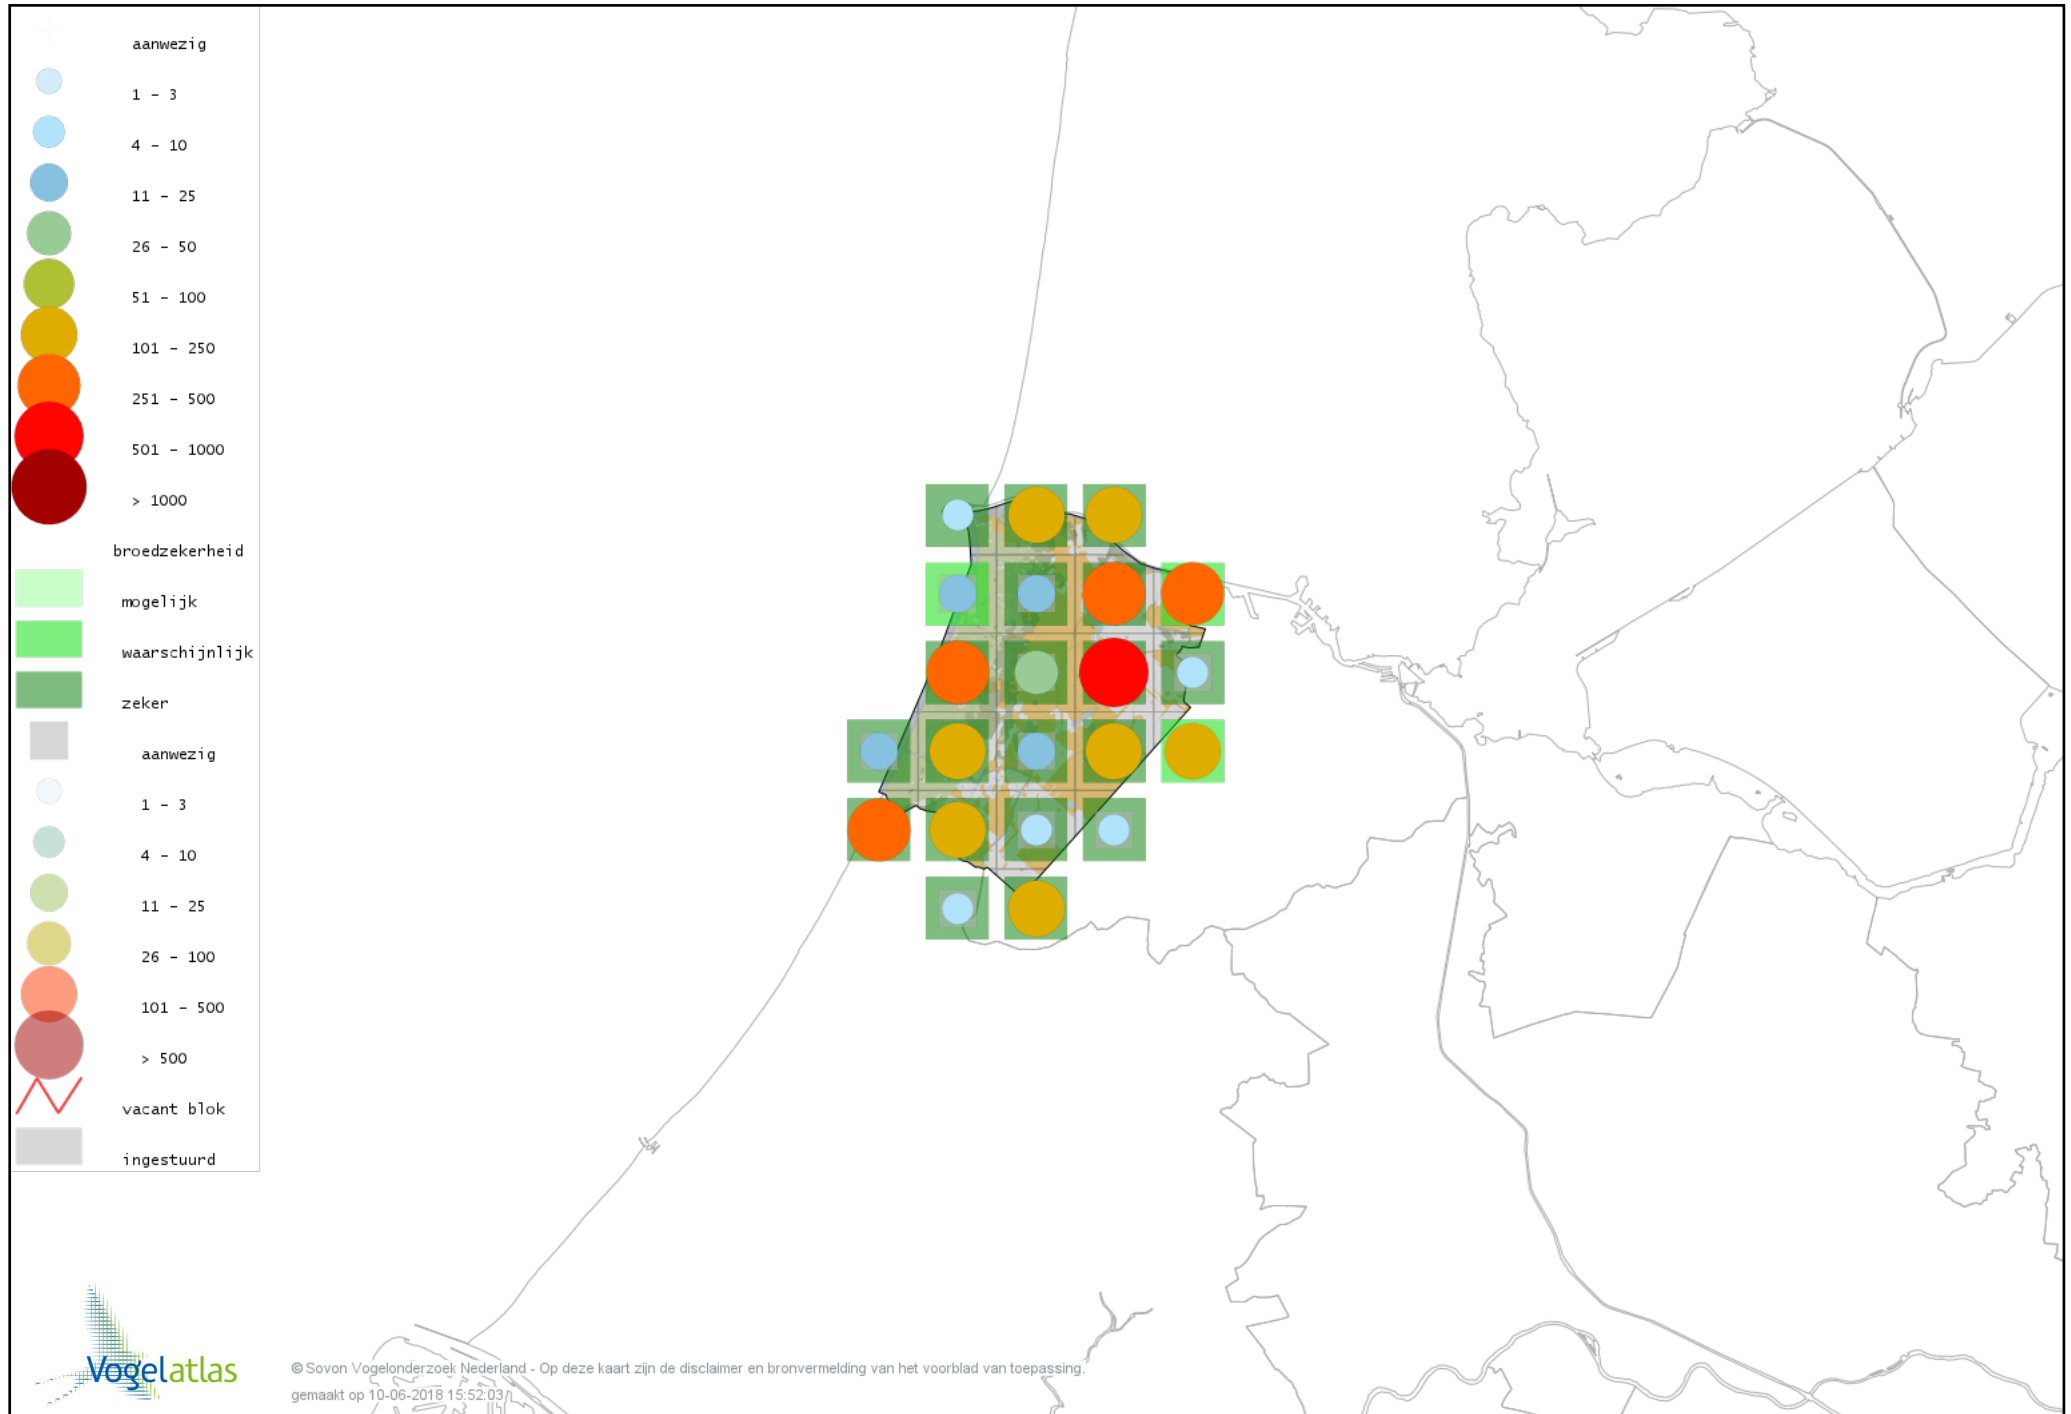 aanwezig
1 – 3
4 – 10
11 – 25
26 – 50
51 – 100
101 – 250
251 – 500
501 – 1000
> 1000
broedzekerheid
mogelijk
waarschijnlijk
zeker
aanwezig
1 – 3
4 – 10
11 – 25
26 – 100
101 – 500
> 500
vacant blok
ingestuurd
Vogelatlas
© Sovon Vogelonderzoek Nederland - Op deze kaart zijn de disclaimer en bronvermelding van het voorblad van toepassing.
gemaakt op 10-06-2018 15:52:03